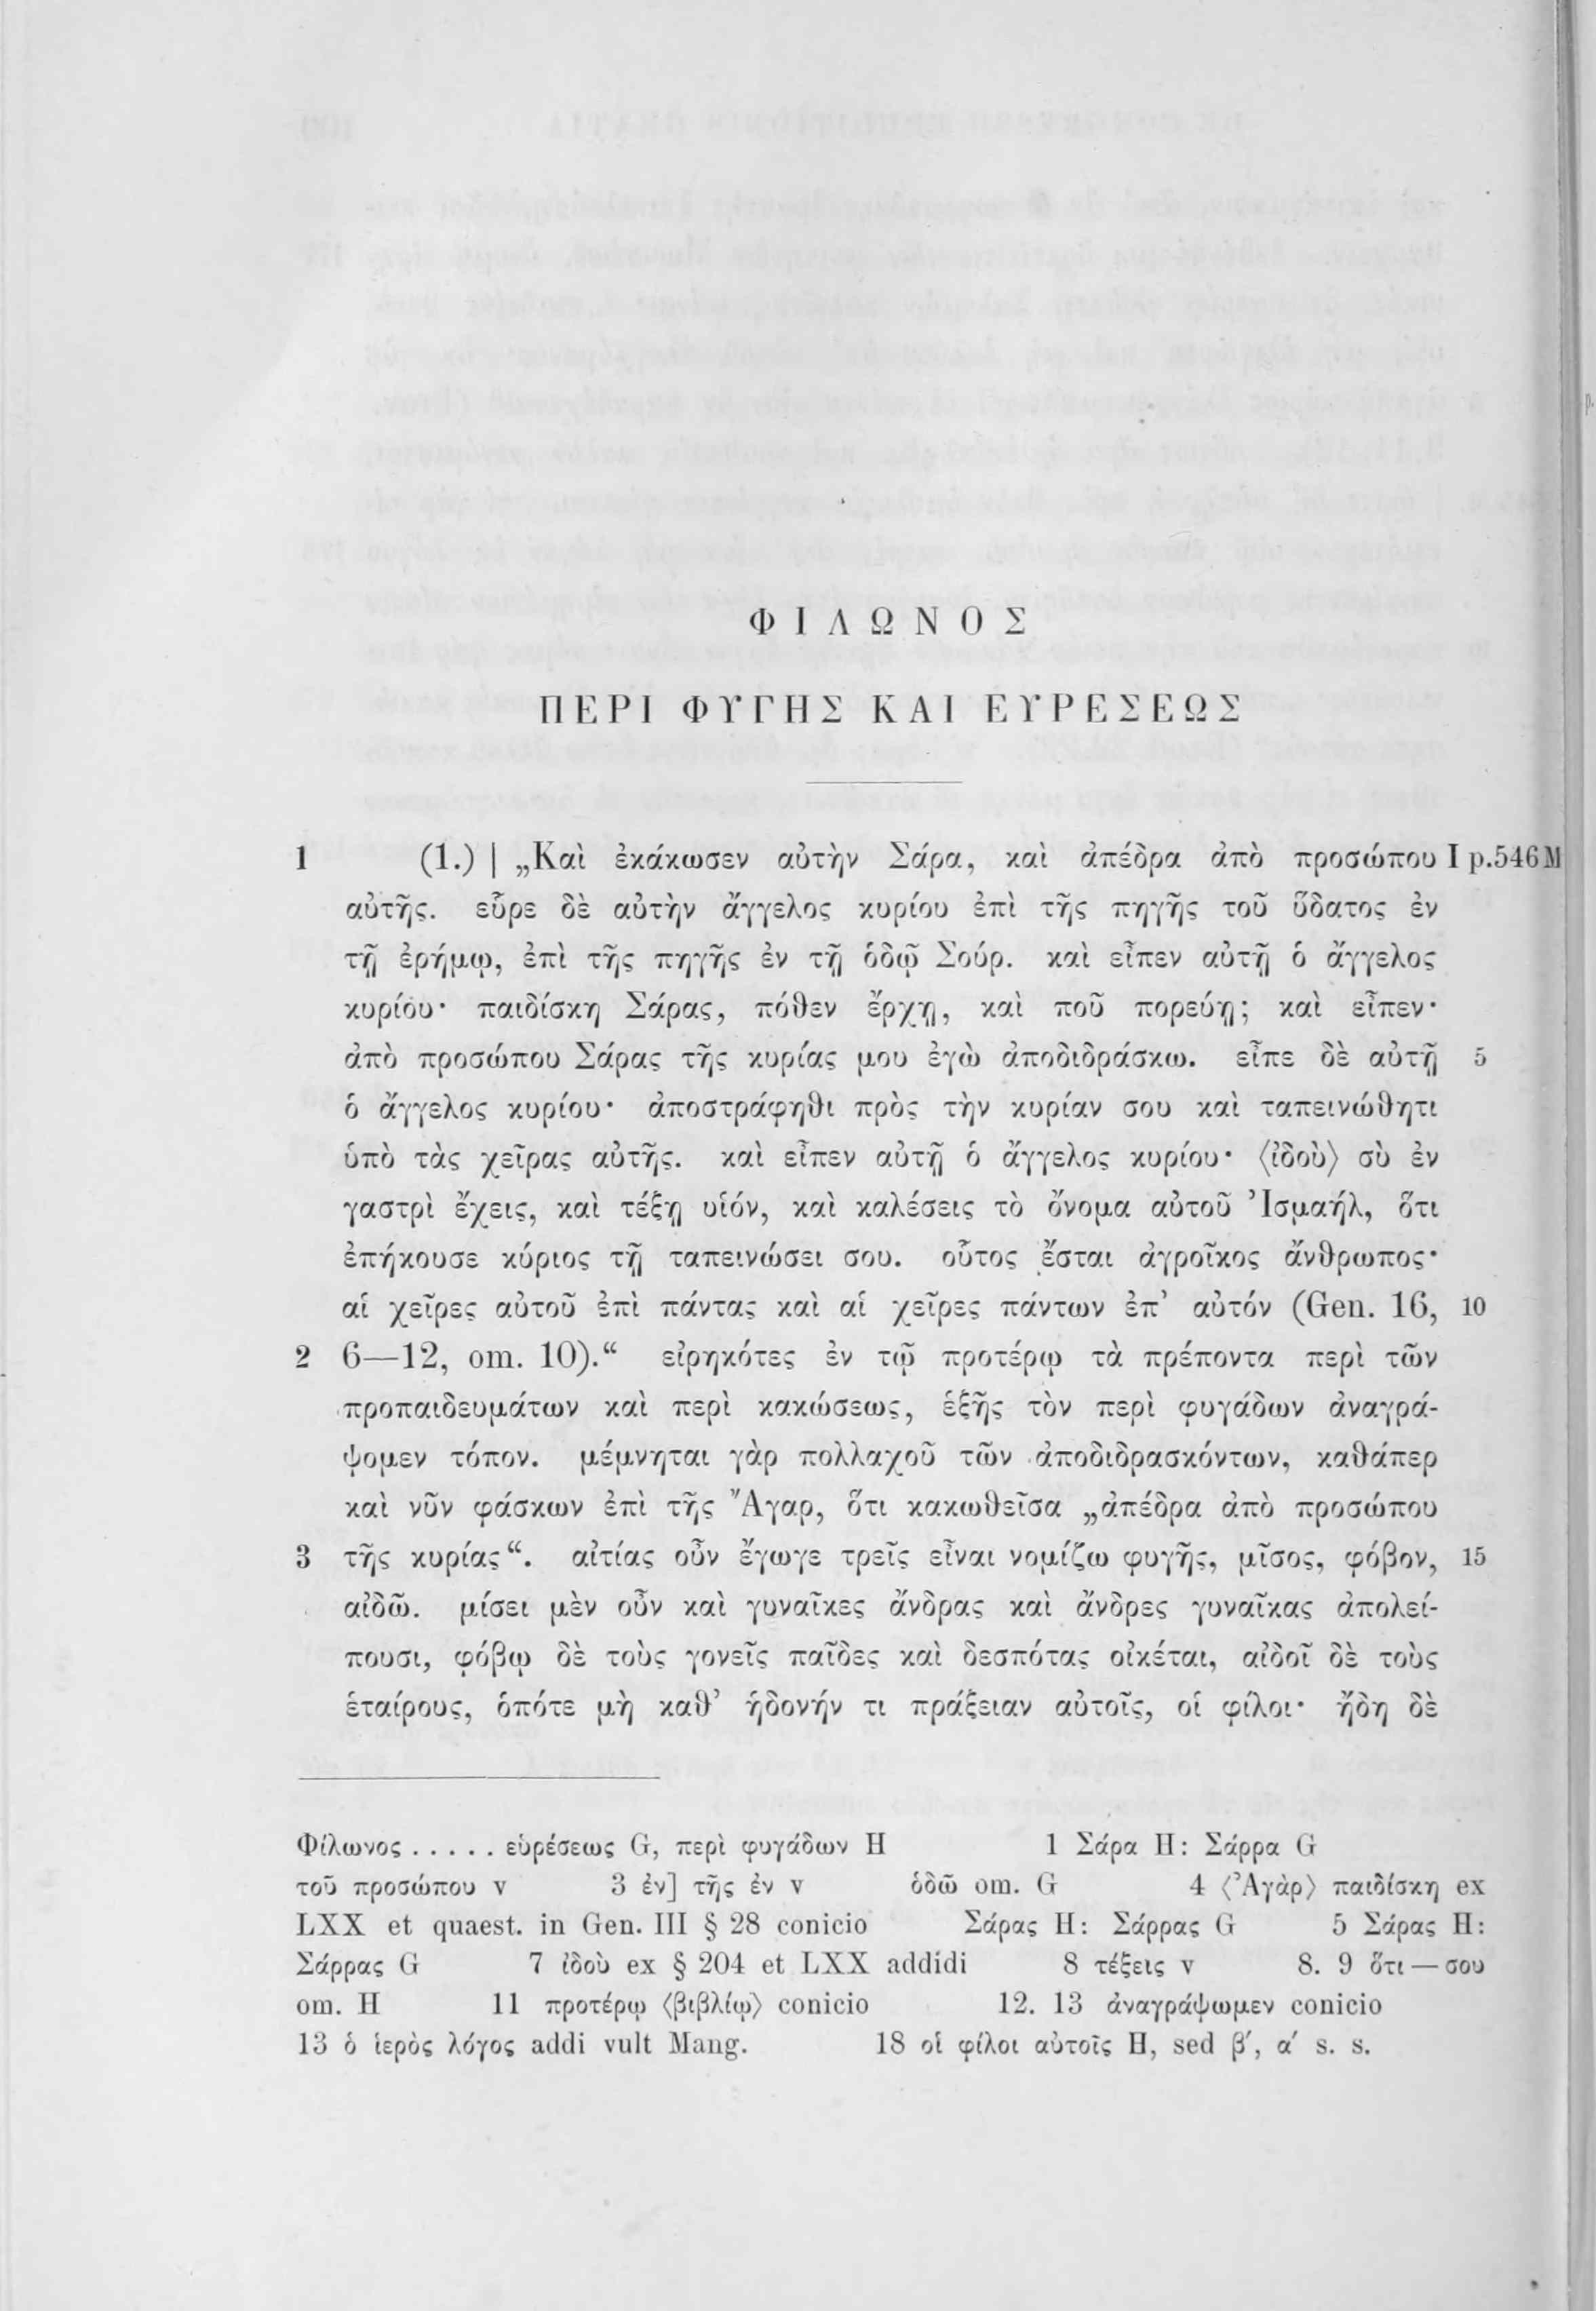 ΦΙΛΩΝΟΣ
ΠΕΡΙ ΦΥΓΗΣ ΚΑΙ ΕΥΡΕΣΕΩΣ
1 (1.) | „Καὶ ἐκάκωσεν αὐτὴν Σάρα, καὶ ἀπέδρα ἀπὸ προσώπου I p.546 M
αὐτῆς. εὗρε δὲ αὐτὴν ἄγγελος κυρίου ἐπὶ τῆς πηγῆς τοῦ ὕδατος ἐν
τῇ ἐρήμῳ, ἐπὶ τῆς πηγῆς ἐν τῇ ὁδῷ Σούρ. καὶ εἶπεν αὐτῇ ὁ ἄγγελος
κυρίου· παιδίσκη Σάρας, πόθεν ἔρχῃ, καὶ ποῦ πορεύῃ; καὶ εἶπεν·
ἀπὸ προσώπου Σάρας τῆς κυρίας μου ἐγὼ ἀποδιδράσκω. εἶπε δὲ αὐτῇ 5
ὁ ἄγγελος κυρίου· ἀποστράφηθι πρὸς τὴν κυρίαν σου καὶ ταπεινώθητι
ὑπὸ τὰς χεῖρας αὐτῆς. καὶ εἶπεν αὐτῇ ὁ ἄγγελος κυρίου· ⟨ἰδοὺ⟩ σὺ ἐν
γαστρὶ ἔχεις, καὶ τέξῃ υἱόν, καὶ καλέσεις τὸ ὄνομα αὐτοῦ Ἰσμαήλ, ὅτι
ἐπήκουσε κύριος τῇ ταπεινώσει σου. οὗτος ἔσται ἀγροῖκος ἄνθρωπος·
αἱ χεῖρες αὐτοῦ ἐπὶ πάντας καὶ αἱ χεῖρες πάντων ἐπ’ αὐτόν (Gen. 16, 10
2 6—12, om. 10).“ εἰρηκότες ἐν τῷ προτέρῳ τὰ πρέποντα περὶ τῶν
προπαιδευμάτων καὶ περὶ κακώσεως, ἑξῆς τὸν περὶ φυγάδων ἀναγρά-
ψομεν τόπον. μέμνηται γὰρ πολλαχοῦ τῶν ἀποδιδρασκόντων, καθάπερ
καὶ νῦν φάσκων ἐπὶ τῆς Ἄγαρ, ὅτι κακωθεῖσα „ἀπέδρα ἀπὸ προσώπου
3 τῆς κυρίας“. αἰτίας οὖν ἔγωγε τρεῖς εἶναι νομίζω φυγῆς, μῖσος, φόβον, 15
αἰδῶ. μίσει μὲν οὖν καὶ γυναῖκες ἄνδρας καὶ ἄνδρες γυναῖκας ἀπολεί-
πουσι, φόβῳ δὲ τοὺς γονεῖς παῖδες καὶ δεσπότας οἰκέται, αἰδοῖ δὲ τοὺς
ἑταίρους, ὁπότε μὴ καθ’ ἡδονήν τι πράξειαν αὐτοῖς, οἱ φίλοι· ἤδη δὲ
Φίλωνος ..... εὑρέσεως G, περὶ φυγάδων H 1 Σάρα H: Σάρρα G
τοῦ προσώπου v 3 ἐν] τῆς ἐν v ὁδῶ om. G 4 ⟨Ἀγὰρ⟩ παιδίσκη ex
LXX et quaest. in Gen. III § 28 conicio Σάρας H: Σάρρας G 5 Σάρας H:
Σάρρας G 7 ἰδοὺ ex § 204 et LXX addidi 8 τέξεις v 8. 9 ὅτι — σου
om. H 11 προτέρῳ ⟨βιβλίῳ⟩ conicio 12. 13 ἀναγράψωμεν conicio
13 ὁ ἱερὸς λόγος addi vult Mang. 18 οἱ φίλοι αὐτοῖς H, sed β′, α′ s. s.